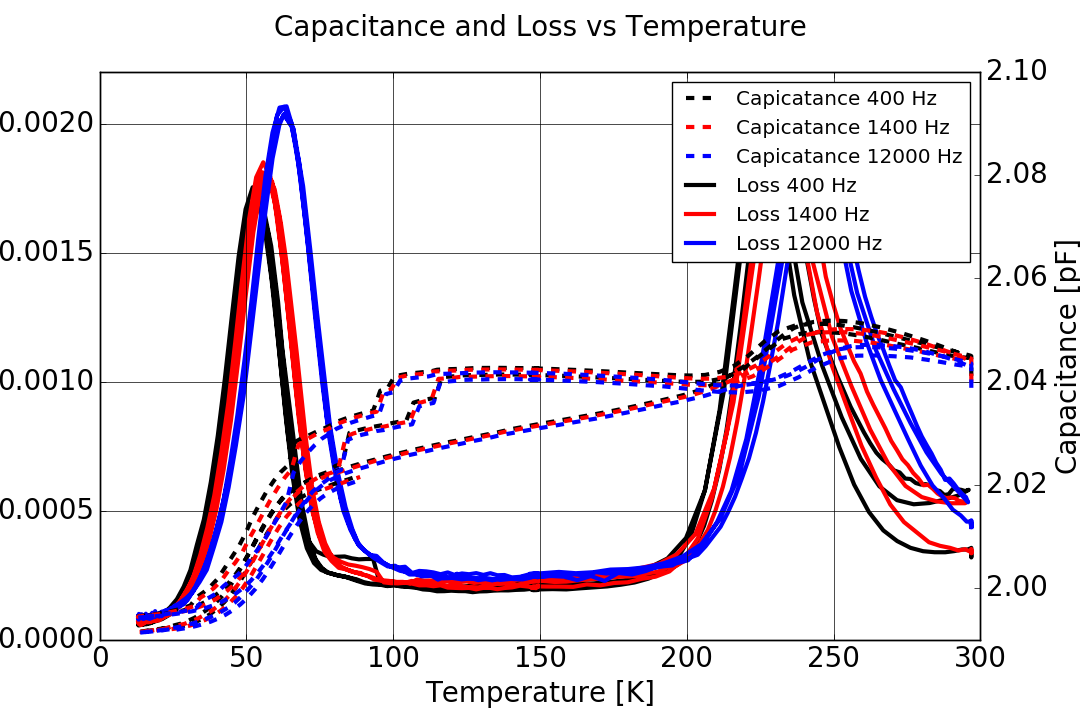 Capacitance and Loss vs Temperature
2.10
Capicatance 400 Hz
0.0020
Capicatance 1400 Hz
Capicatance 12000 Hz
2.08
Loss 400 Hz
Loss 1400 Hz
Loss 12000 Hz
0.0015
2.06
Capacitance [pF]
0.0010
2.04
0.0005
2.02
2.00
0.0000
0 50 100 150 200 250 300
Temperature [K]